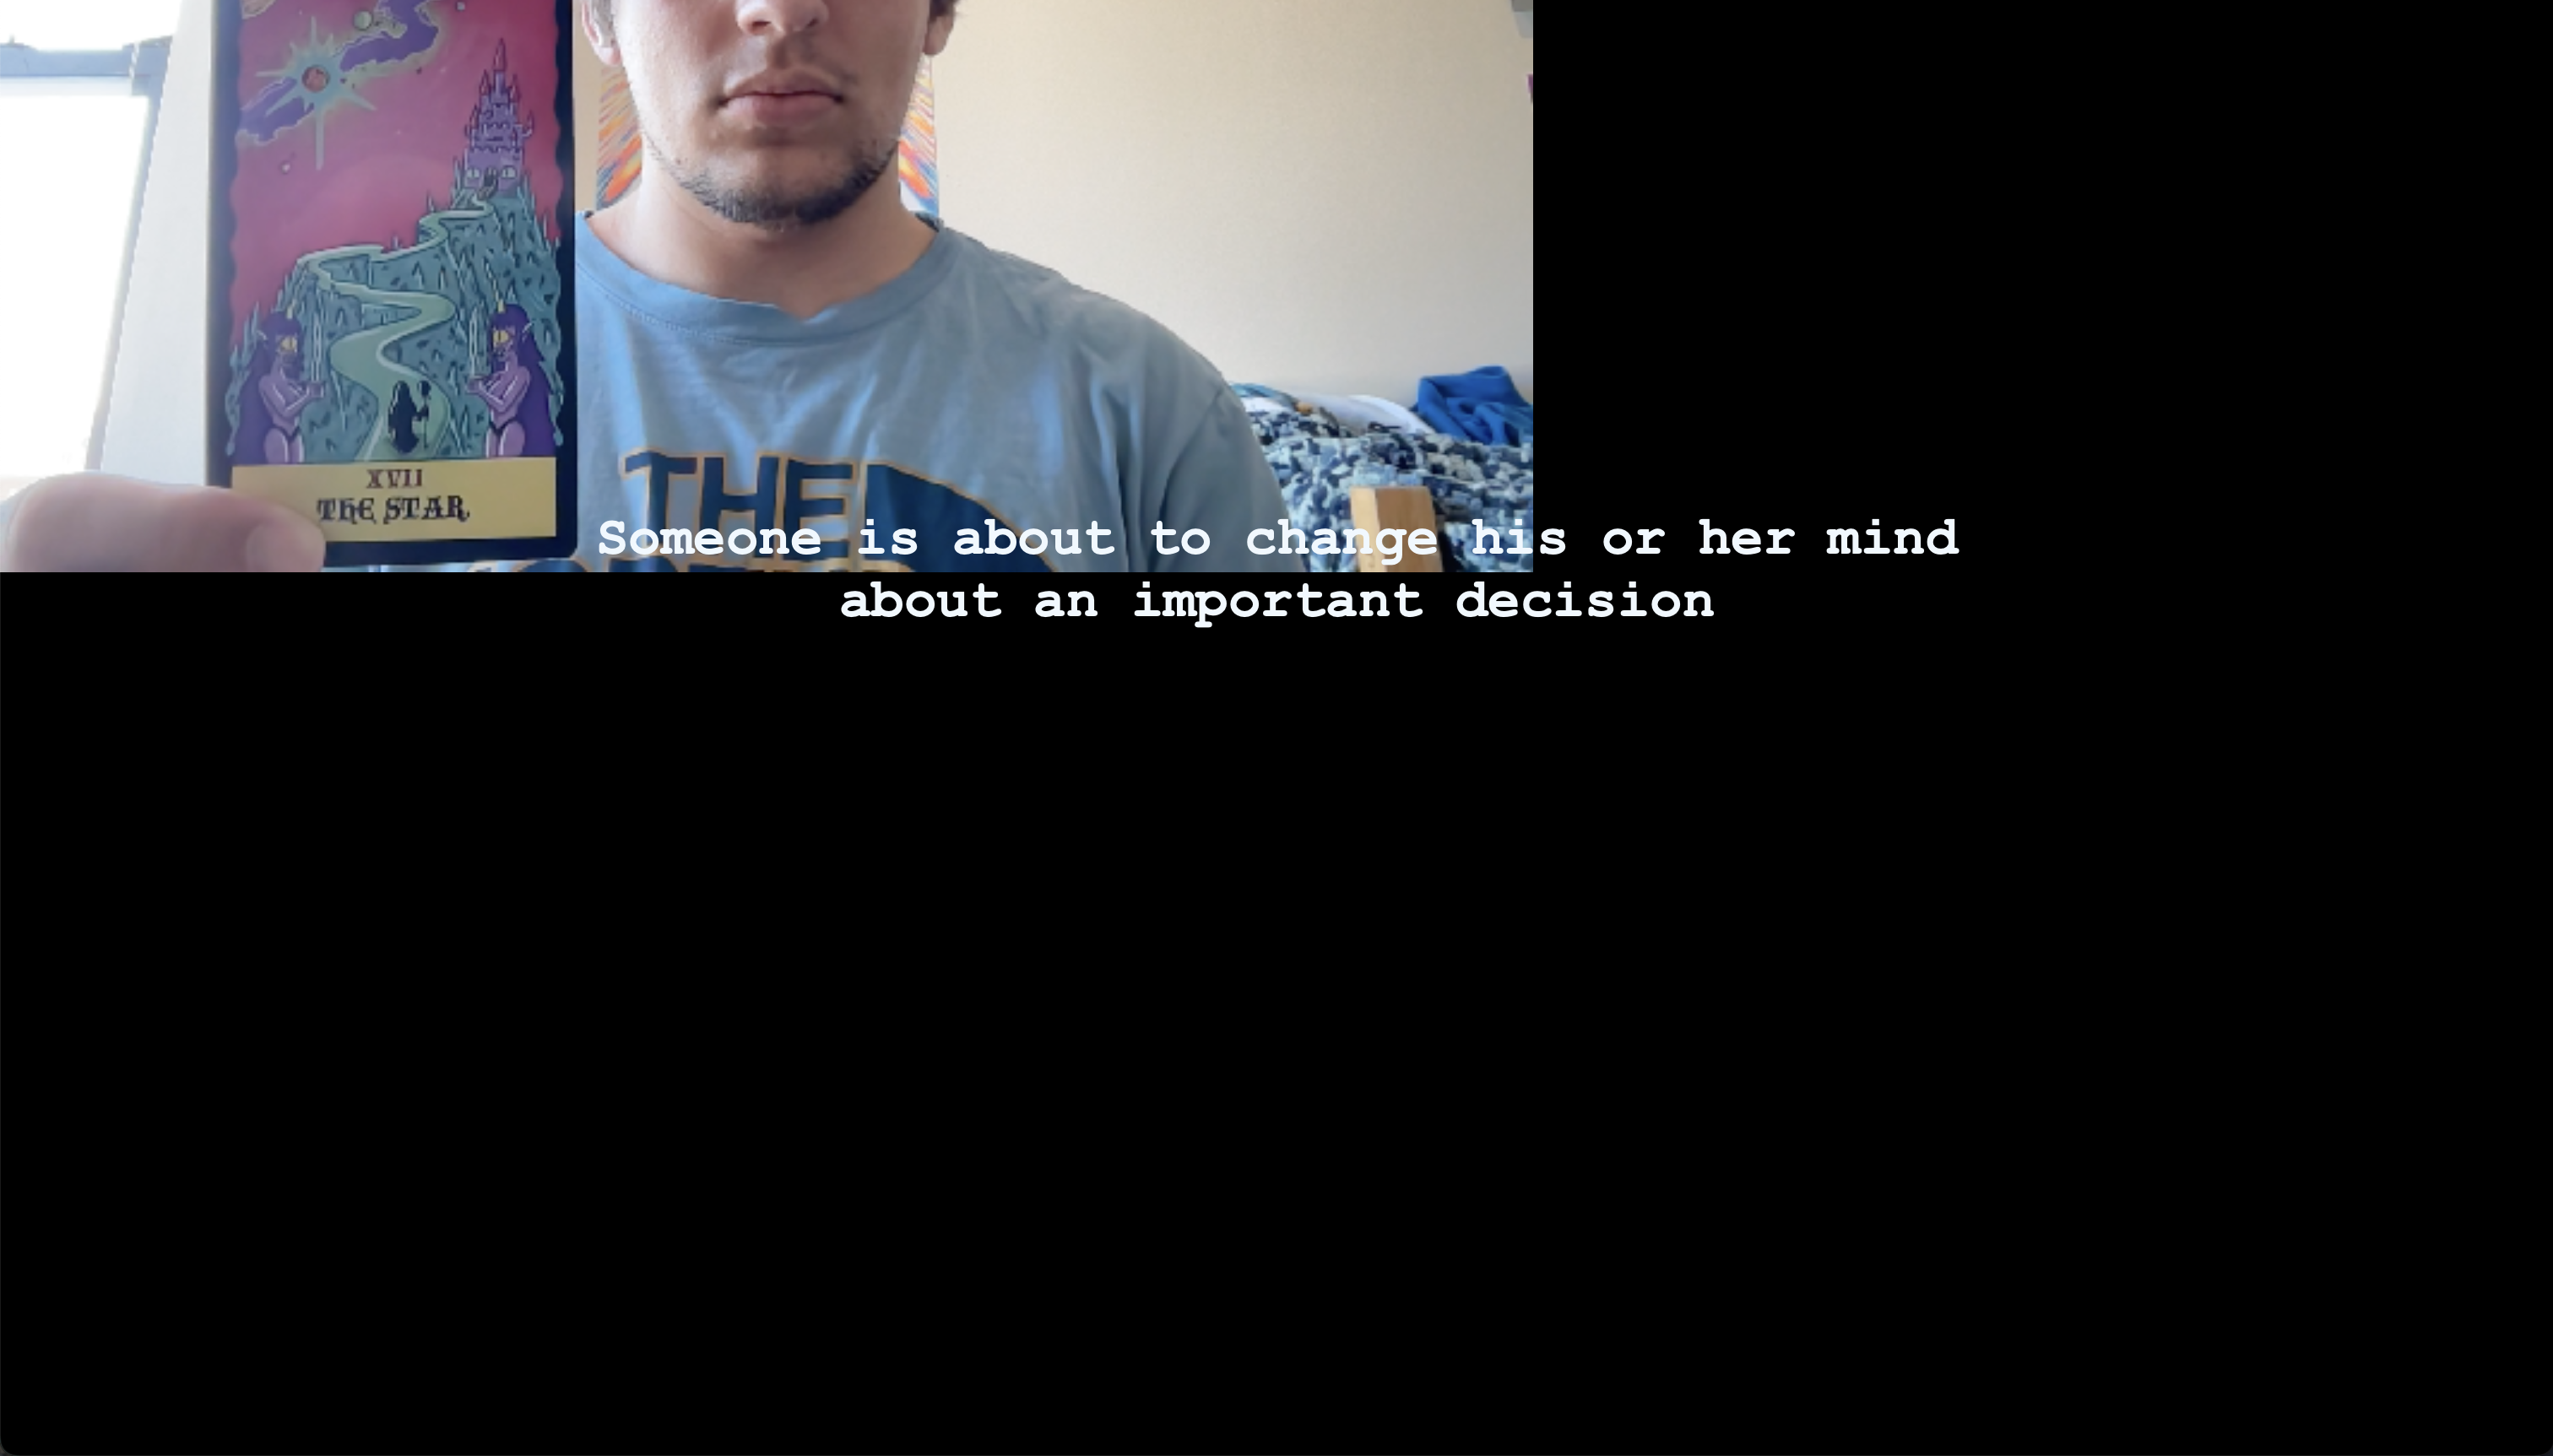 XVII
THE STAR
THE
Someone is about to change his or her mind
about an important decision